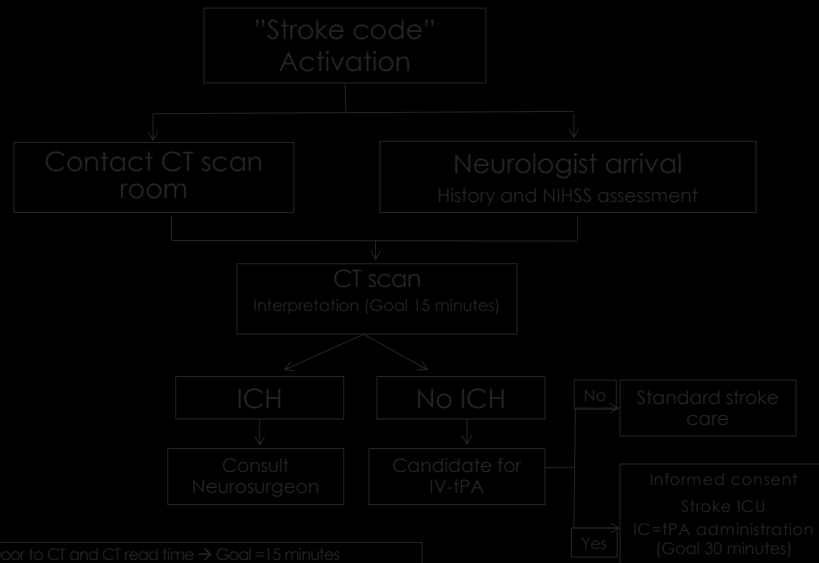 ”Stroke code”
Activation
Contact CT scan
room
Neurologist arrival
History and NIHSS assessment
CT scan
Interpretation (Goal 15 minutes)
ICH
No ICH
No
Standard stroke
care
Consult
Neurosurgeon
Candidate for
IV-tPA
Informed consent
Stroke ICU
IC=tPA administration
(Goal 30 minutes)
Yes
oor to CT and CT read time → Goal =15 minutes